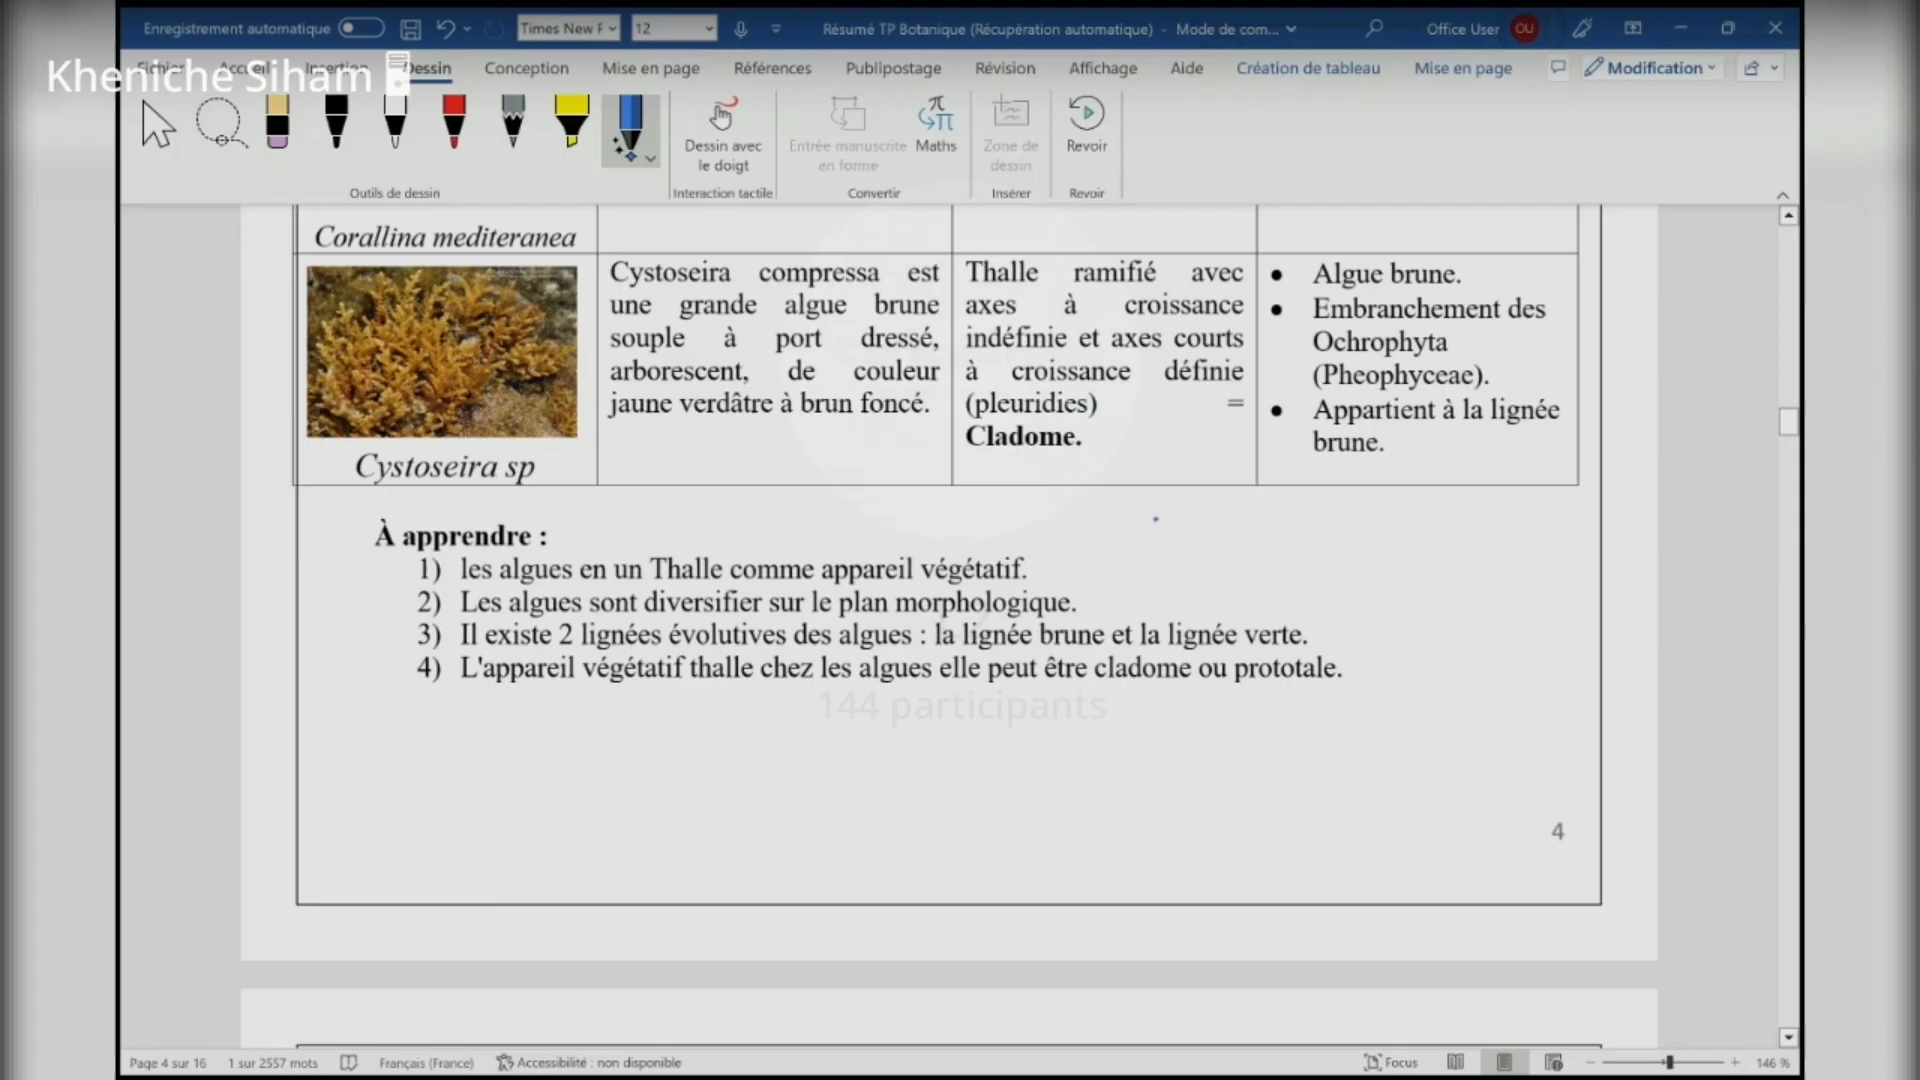 Enregistrement automatique
Times New F
12
Résumé TP Botanique (Récupération automatique) - Mode de com...
Office User
OU
Kheniche Siham
Dessin
Conception
Mise en page
Références
Publipostage
Révision
Affichage
Aide
Création de tableau
Mise en page
Modification
Dessin avec le doigt
Entrée manuscrite en forme
Maths
Zone de dessin
Revoir
Outils de dessin
Interaction tactile
Convertir
Insérer
Revoir
Corallina mediteranea
Cystoseira compressa est
une grande algue brune
souple à port dressé,
arborescent, de couleur
jaune verdâtre à brun foncé.
Thalle ramifié avec
axes à croissance
indéfinie et axes courts
à croissance définie
(pleuridies) =
Cladome.
• Algue brune.
• Embranchement des
Ochrophyta
(Pheophyceae).
• Appartient à la lignée
brune.
Cystoseira sp
À apprendre :
1) les algues en un Thalle comme appareil végétatif.
2) Les algues sont diversifier sur le plan morphologique.
3) Il existe 2 lignées évolutives des algues : la lignée brune et la lignée verte.
4) L'appareil végétatif thalle chez les algues elle peut être cladome ou prototale.
144 participants
4
Page 4 sur 16
1 sur 2557 mots
Français (France)
Accessibilité : non disponible
Focus
146 %